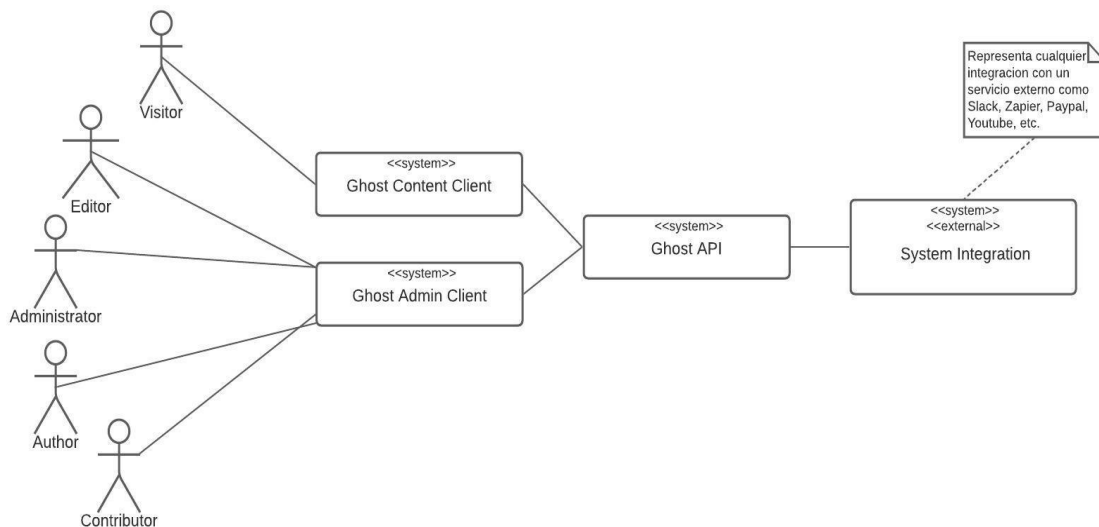 Visitor
Editor
Administrator
Author
Contributor
<<system>>
Ghost Content Client
<<system>>
Ghost Admin Client
<<system>>
Ghost API
<<system>>
<<external>>
System Integration
Representa cualquier
integracion con un
servicio externo como
Slack, Zapier, Paypal,
Youtube, etc.